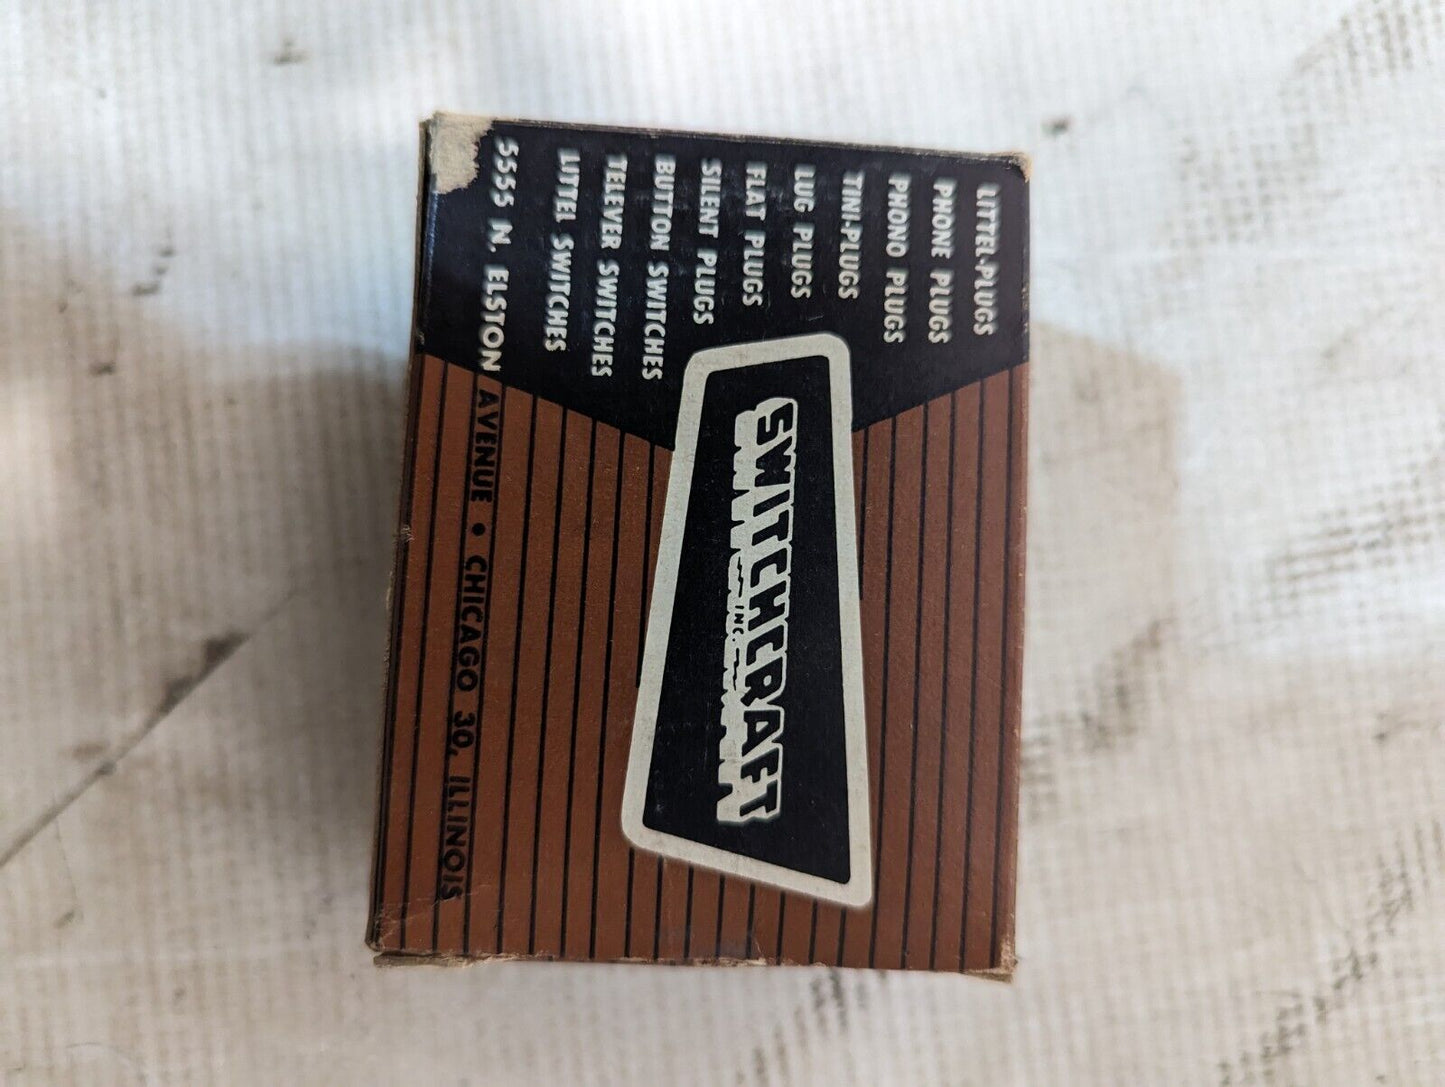 LITTEL-PLUGS
PHONE PLUGS
PHONO PLUGS
TINI-PLUGS
LUG PLUGS
FLAT PLUGS
SILENT PLUGS
BUTTON SWITCHES
TELEVER SWITCHES
LITTEL SWITCHES
SWITCHCRAFT
INC.
5555 N. ELSTON AVENUE • CHICAGO 30, ILLINOIS